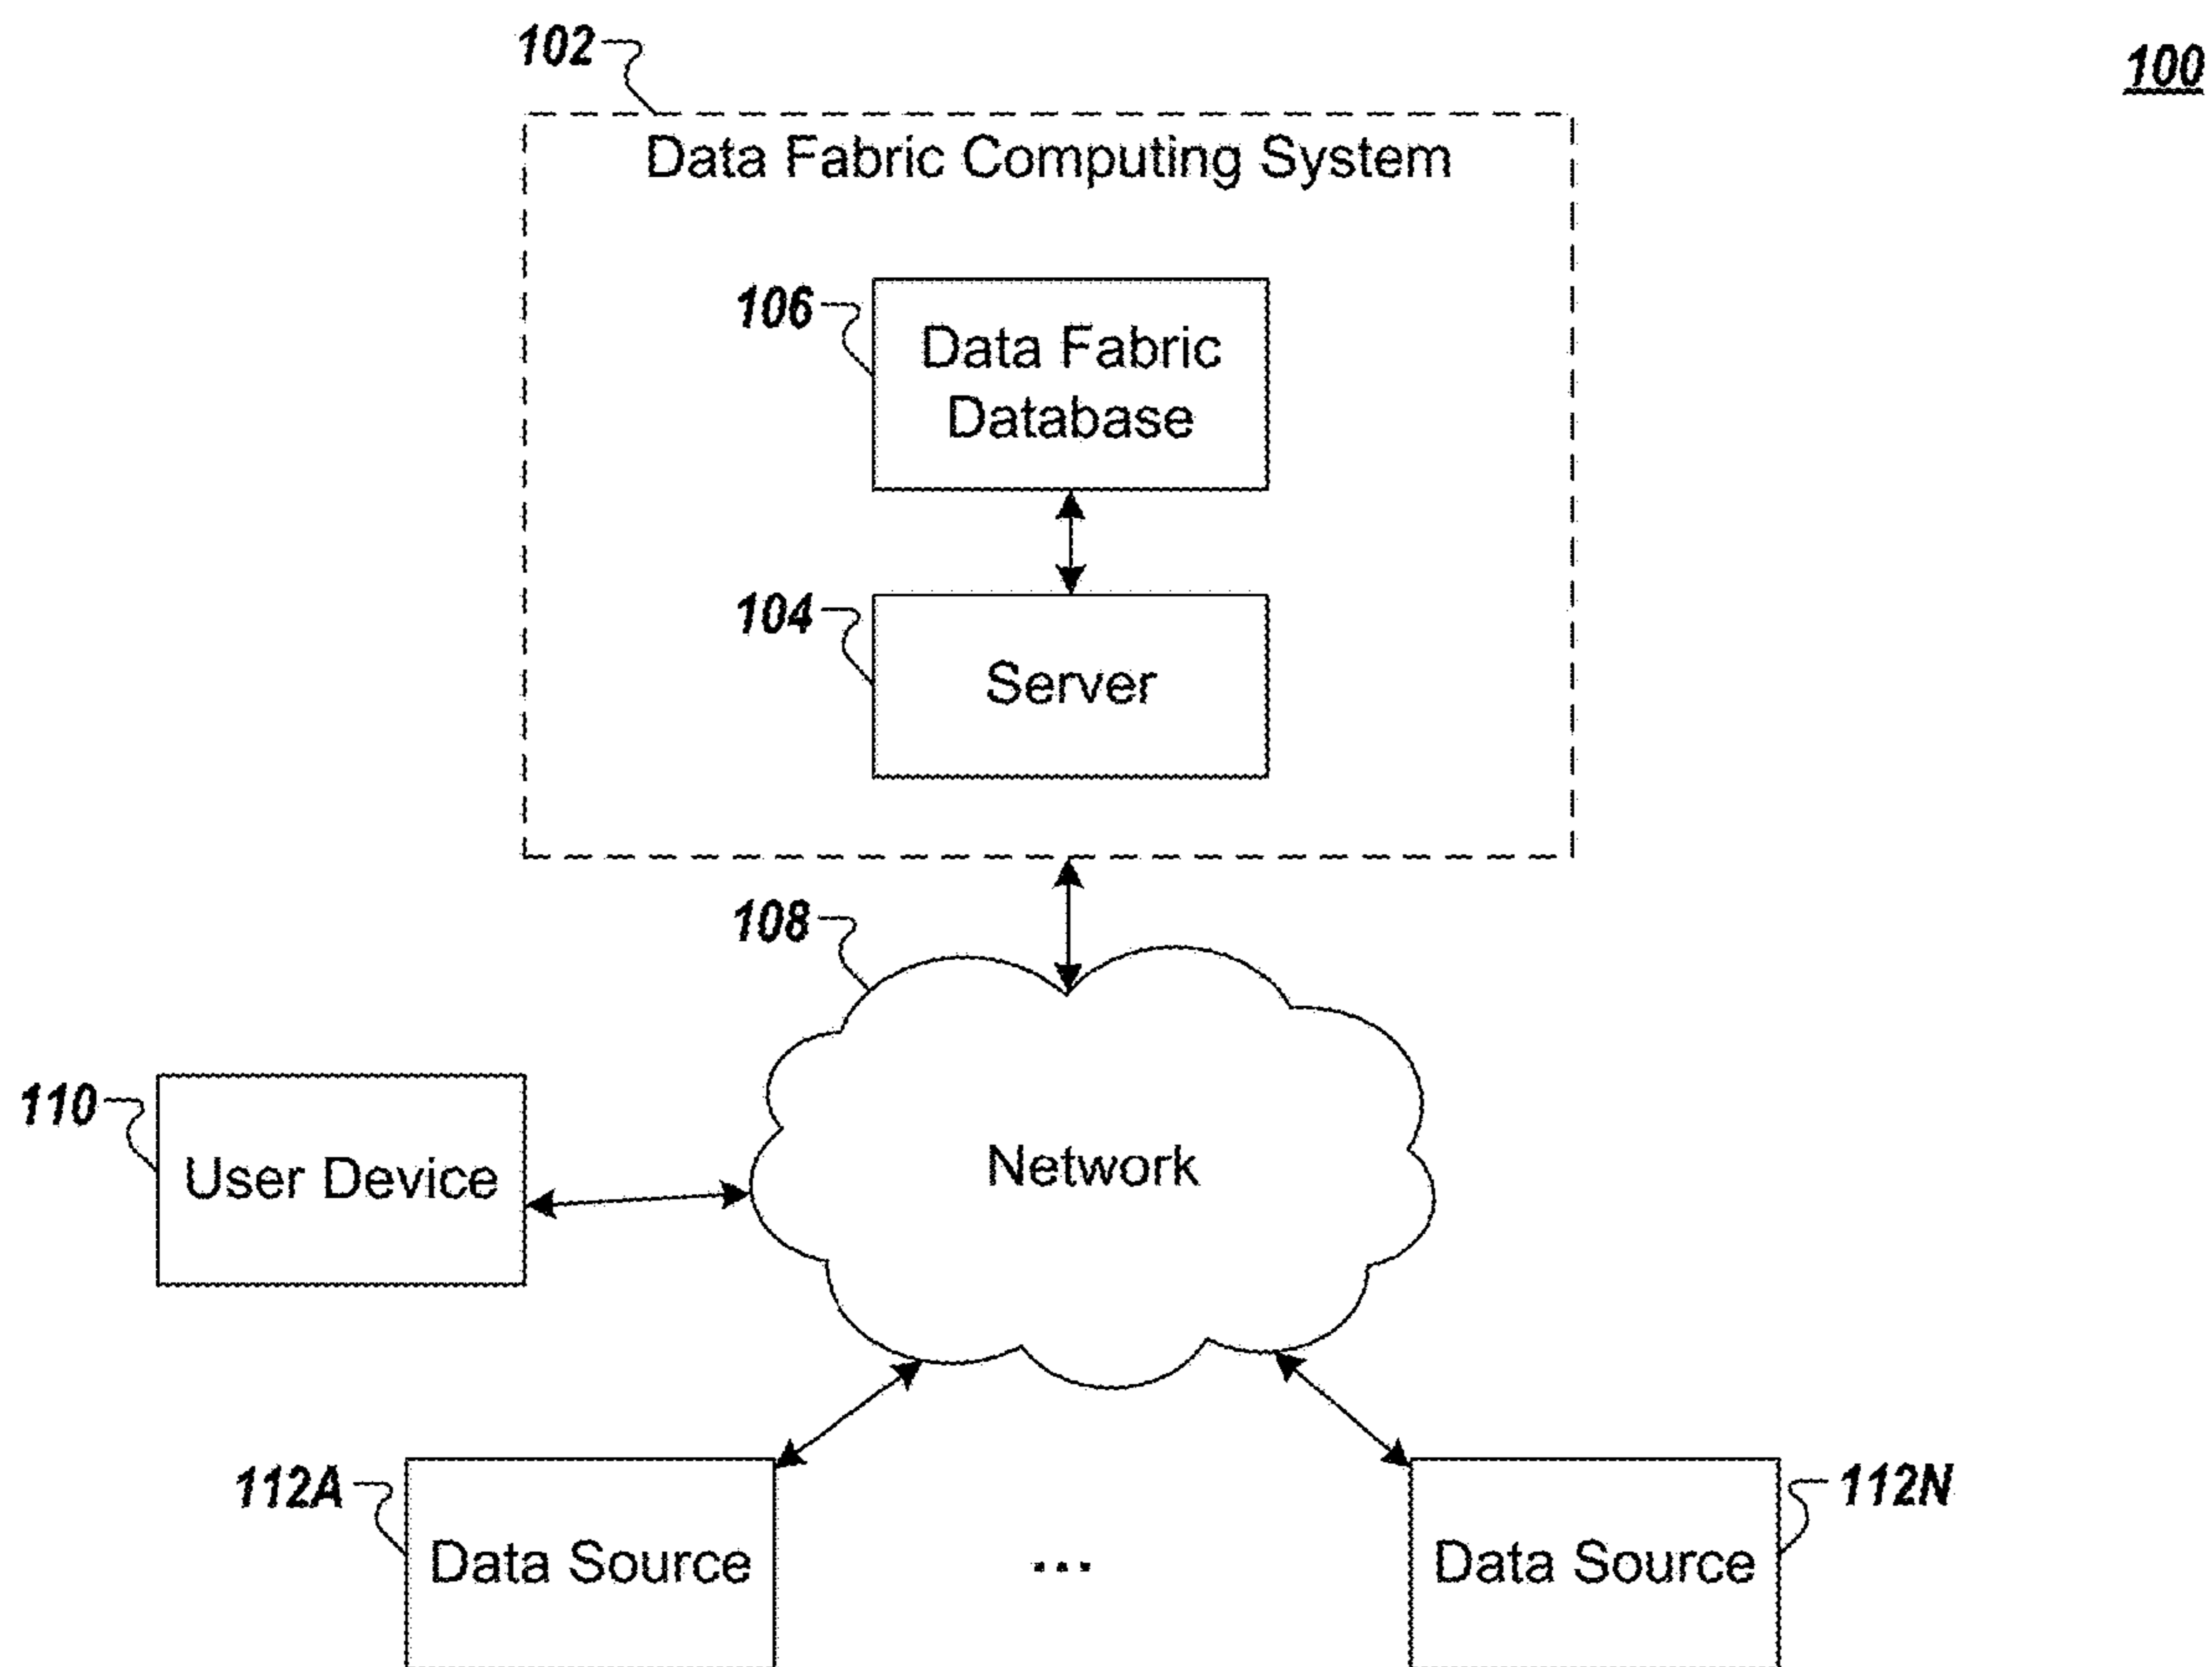 102
100
Data Fabric Computing System
106
Data Fabric
Database
104
Server
108
110
User Device
Network
112A
Data Source
...
112N
Data Source